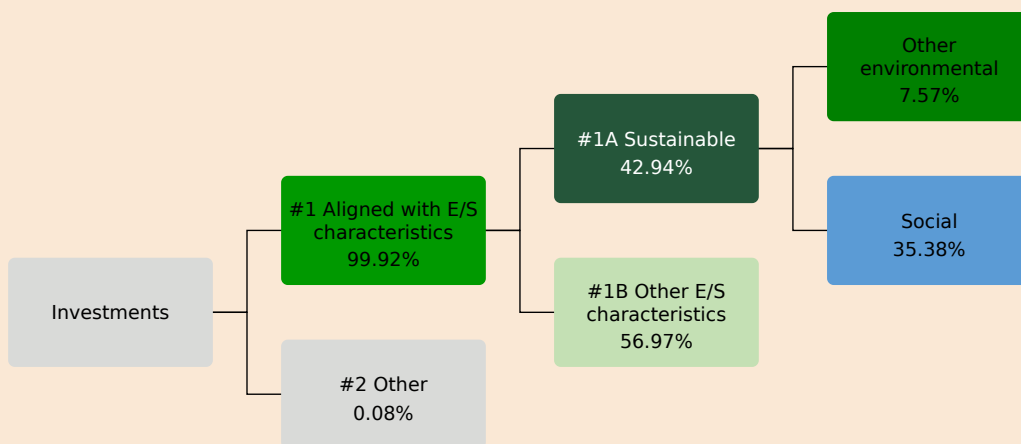 Investments
#1 Aligned with E/S
characteristics
99.92%
#2 Other
0.08%
#1A Sustainable
42.94%
#1B Other E/S
characteristics
56.97%
Other
environmental
7.57%
Social
35.38%